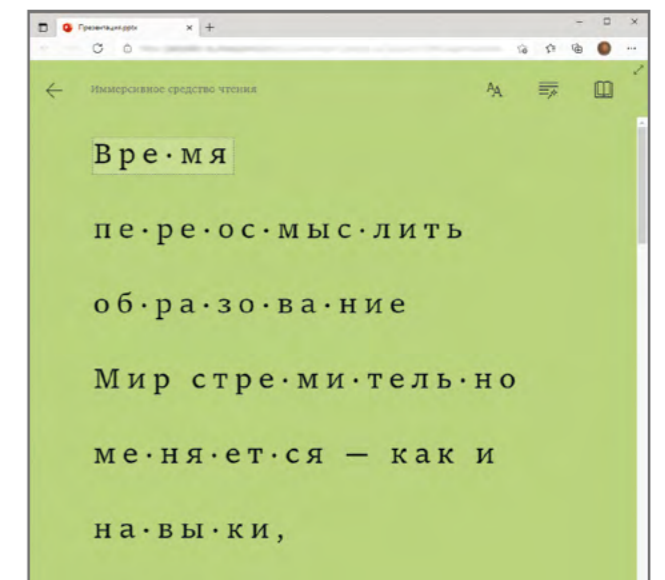 Презентация.pptx
Иммерсивное средство чтения
Вре·мя
пе·ре·ос·мыс·лить
об·ра·зо·ва·ние
Мир стре·ми·тель·но
ме·ня·ет·ся — как и
на·вы·ки,